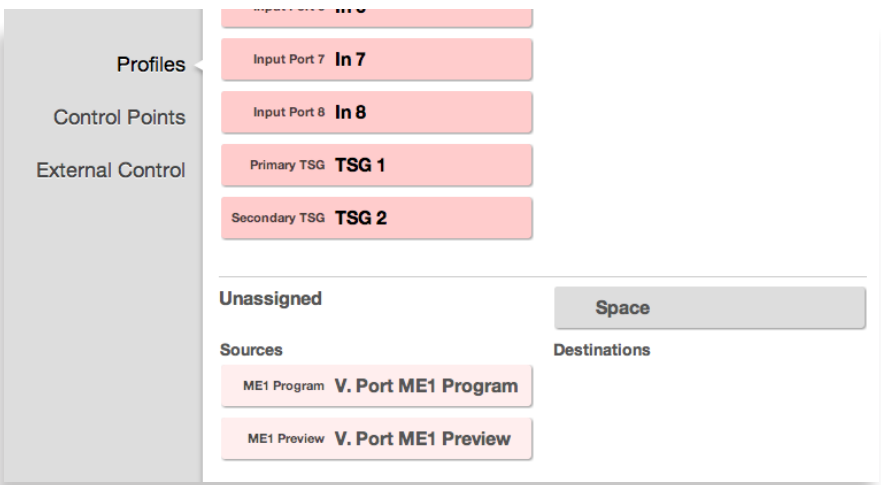 Profiles
Control Points
External Control
Input Port 7 In 7
Input Port 8 In 8
Primary TSG TSG 1
Secondary TSG TSG 2
Unassigned
Space
Sources
Destinations
ME1 Program V. Port ME1 Program
ME1 Preview V. Port ME1 Preview